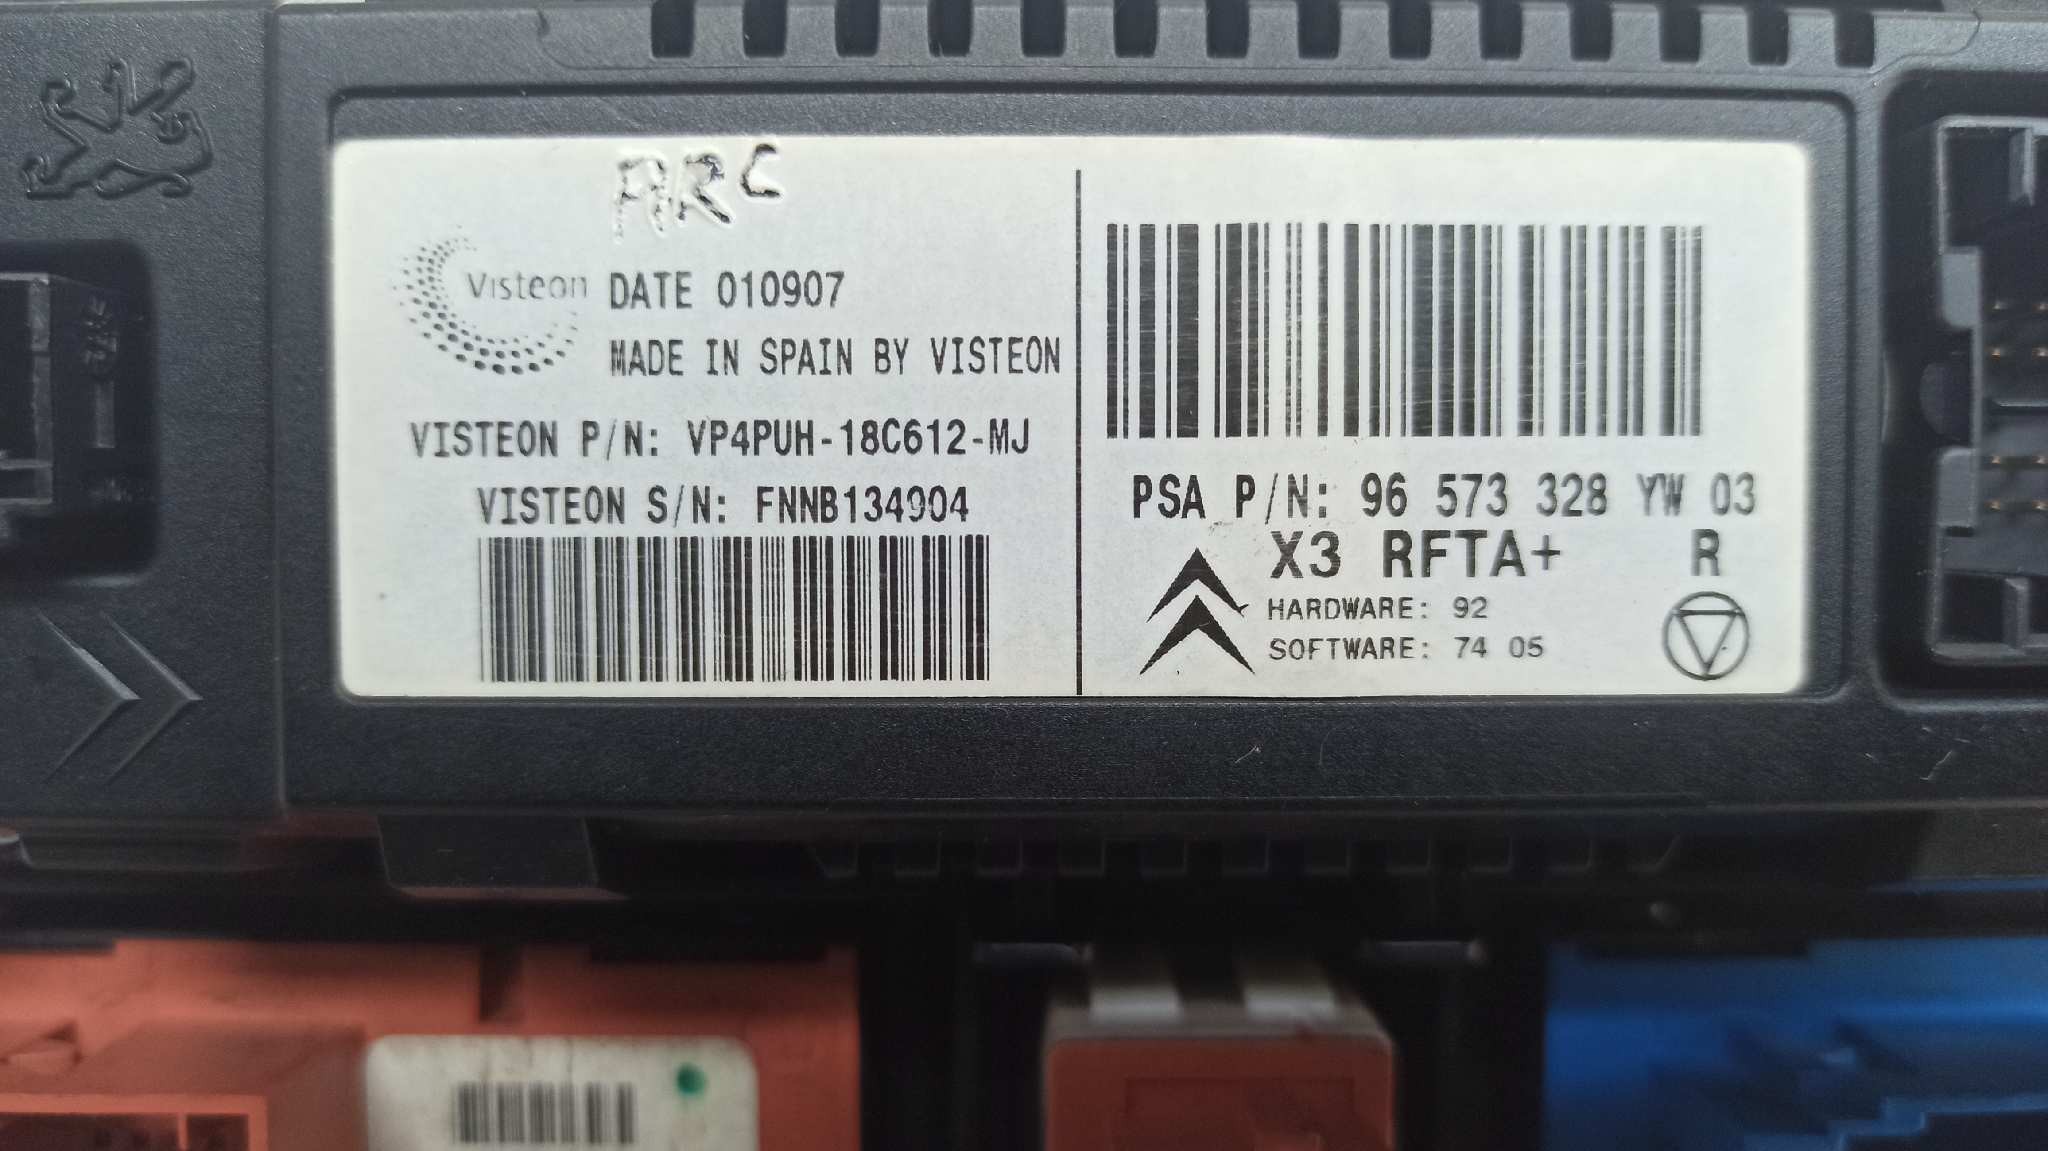 ARC
Visteon
DATE 010907
MADE IN SPAIN BY VISTEON
VISTEON P/N: VP4PUH-18C612-MJ
VISTEON S/N: FNNB134904
PSA P/N: 96 573 328 YW 03
X3 RFTA+ R
HARDWARE: 92
SOFTWARE: 74 05